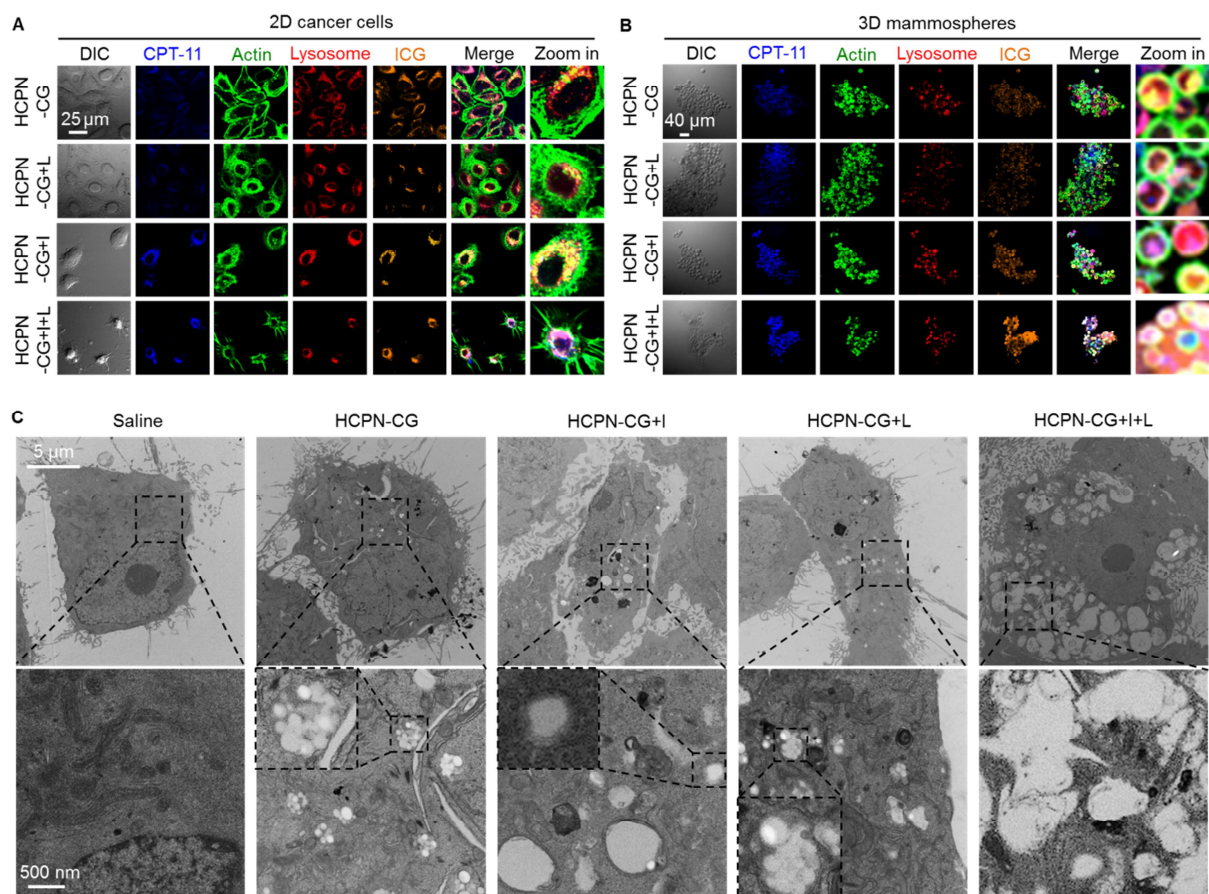 A
2D cancer cells
DIC CPT-11 Actin Lysosome ICG Merge Zoom in
HCPN
-CG
25 μm
HCPN
-CG+L
HCPN
-CG+I
HCPN
-CG+I+L
B
3D mammospheres
DIC CPT-11 Actin Lysosome ICG Merge Zoom in
HCPN
-CG
40 μm
HCPN
-CG+L
HCPN
-CG+I
HCPN
-CG+I+L
C
Saline HCPN-CG HCPN-CG+I HCPN-CG+L HCPN-CG+I+L
5 μm
500 nm